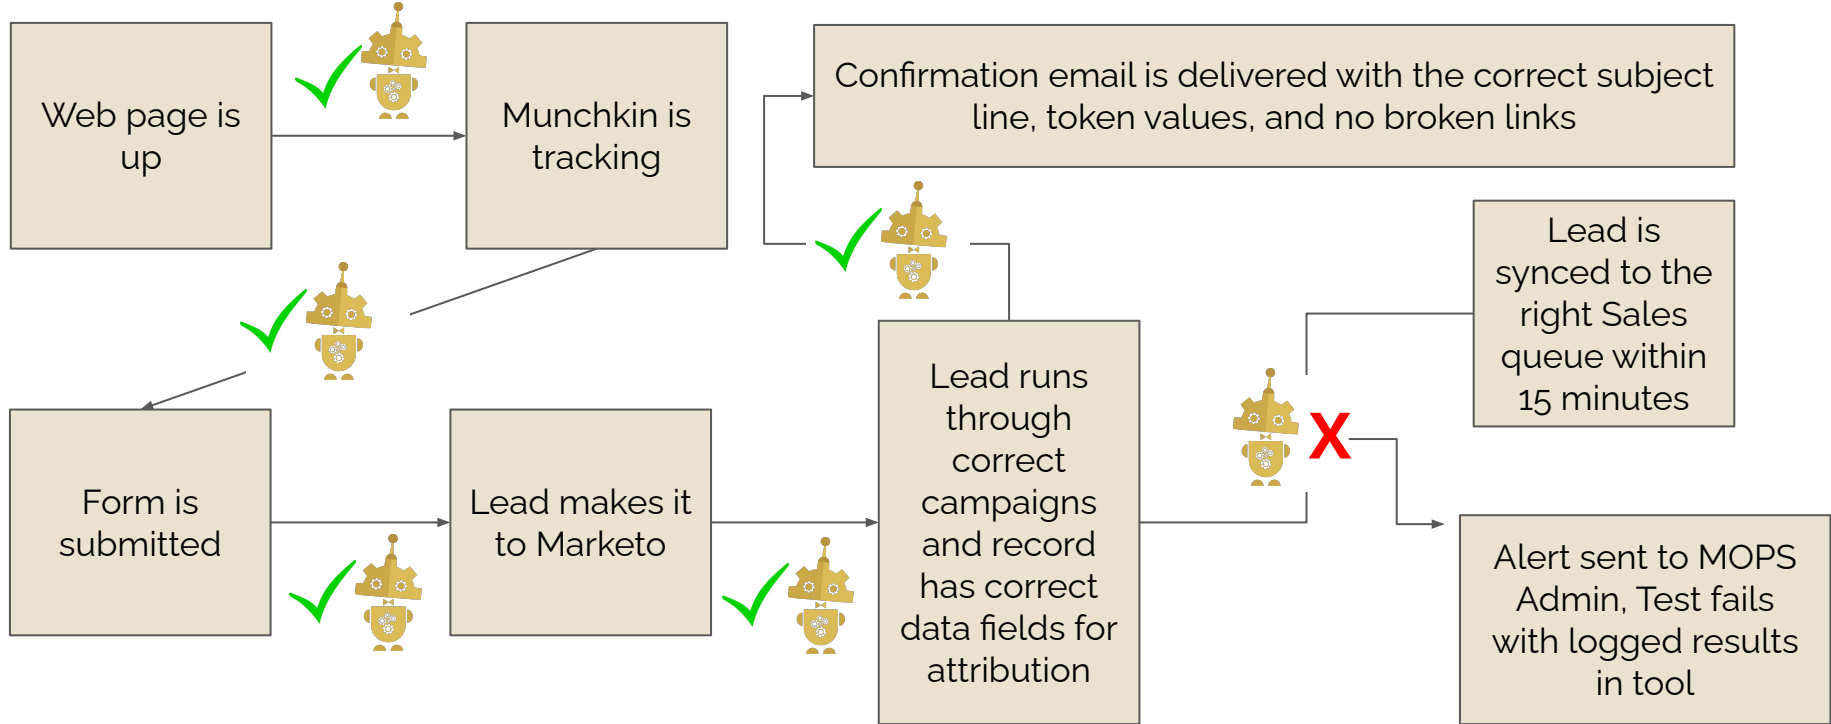 Web page is
up
Munchkin is
tracking
Confirmation email is delivered with the correct subject
line, token values, and no broken links
Form is
submitted
Lead makes it
to Marketo
Lead runs
through
correct
campaigns
and record
has correct
data fields for
attribution
Lead is
synced to the
right Sales
queue within
15 minutes
X
Alert sent to MOPS
Admin, Test fails
with logged results
in tool